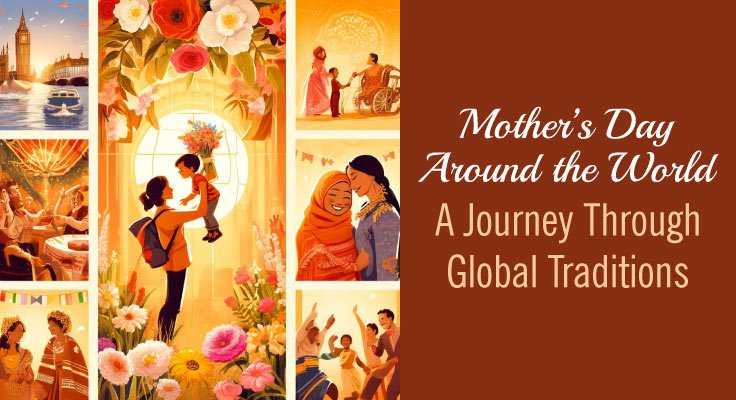 Mother's Day
Around the World
A Journey Through
Global Traditions